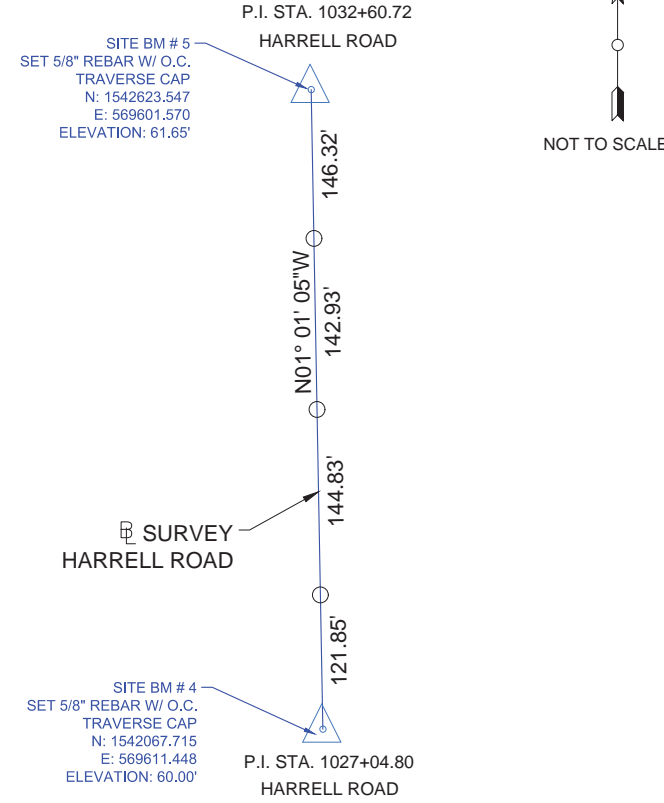 P.I. STA. 1032+60.72
HARRELL ROAD
SITE BM # 5
SET 5/8" REBAR W/ O.C.
TRAVERSE CAP
N: 1542623.547
E: 569601.570
ELEVATION: 61.65'
NOT TO SCALE
146.32'
N01° 01' 05"W
142.93'
144.83'
BL SURVEY
HARRELL ROAD
121.85'
SITE BM # 4
SET 5/8" REBAR W/ O.C.
TRAVERSE CAP
N: 1542067.715
E: 569611.448
ELEVATION: 60.00'
P.I. STA. 1027+04.80
HARRELL ROAD